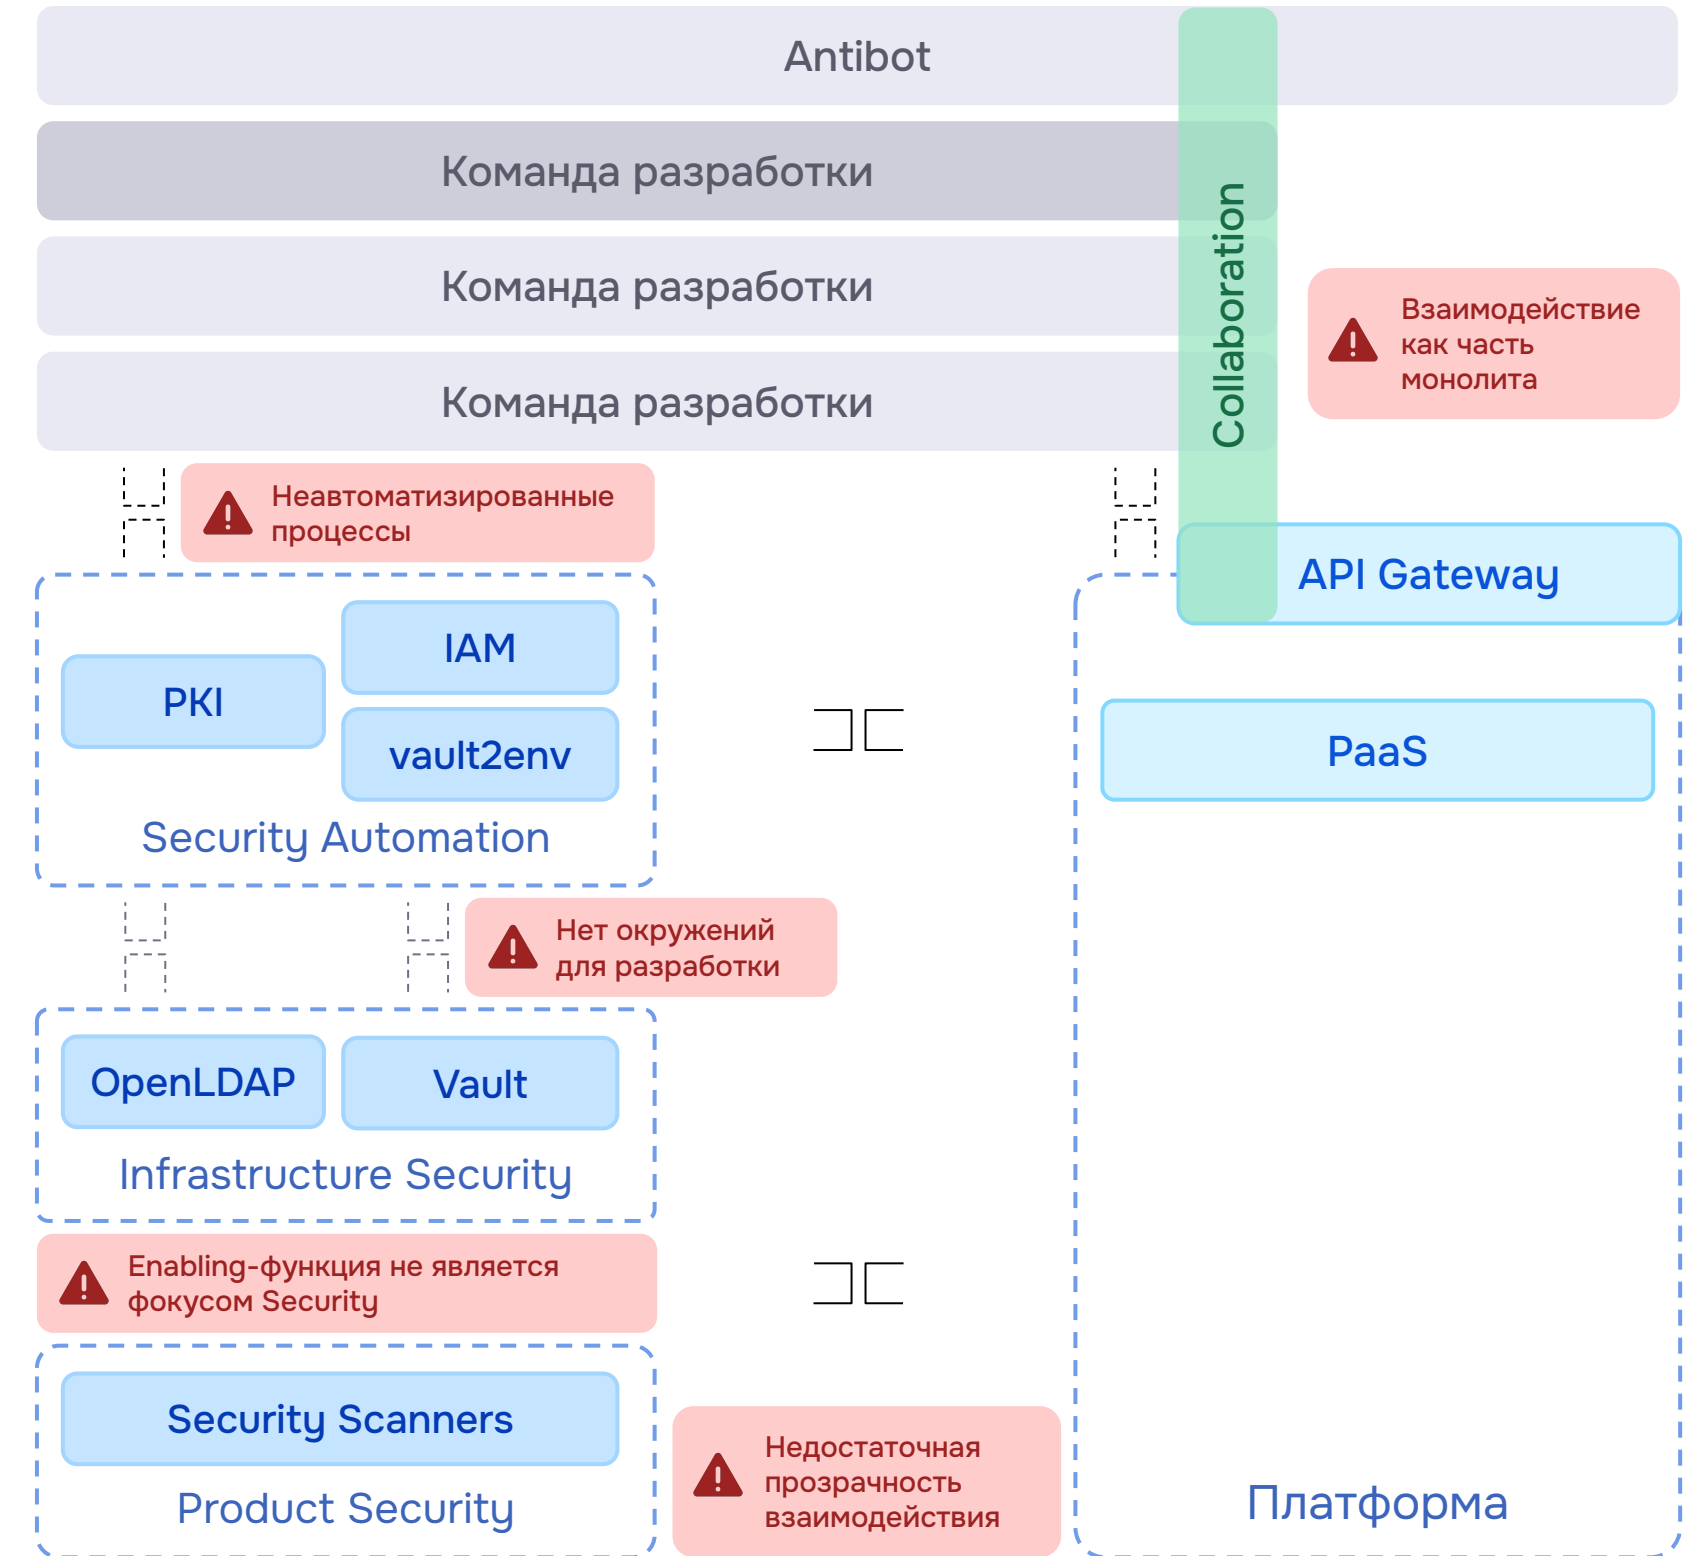 Antibot
Команда разработки
Команда разработки
Команда разработки
Collaboration
Взаимодействие
как часть
монолита
Неавтоматизированные
процессы
API Gateway
IAM
PKI
vault2env
Security Automation
PaaS
Нет окружений
для разработки
OpenLDAP
Vault
Infrastructure Security
Enabling-функция не является
фокусом Security
Security Scanners
Product Security
Недостаточная
прозрачность
взаимодействия
Платформа